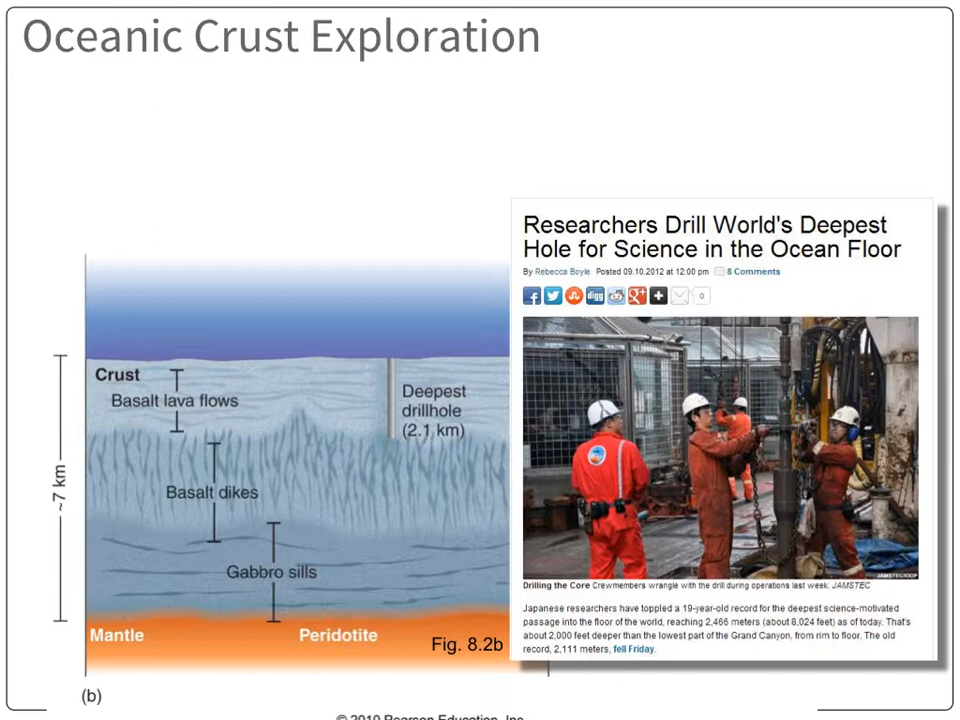 Oceanic Crust Exploration
Researchers Drill World's Deepest
Hole for Science in the Ocean Floor
By Rebecca Boyle Posted 09.10.2012 at 12:00 pm 8 Comments
digg
0
Crust
Basalt lava flows
Deepest
drillhole
(2.1 km)
~7 km
Basalt dikes
Gabbro sills
Mantle
Peridotite
Fig. 8.2b
(b)
JAMSTEC/IODP
Drilling the Core Crewmembers wrangle with the drill during operations last week. JAMSTEC
Japanese researchers have toppled a 19-year-old record for the deepest science-motivated
passage into the floor of the world, reaching 2,466 meters (about 8,024 feet) as of today. That's
about 2,000 feet deeper than the lowest part of the Grand Canyon, from rim to floor. The old
record, 2,111 meters, fell Friday.
© 2010 Pearson Education, Inc.